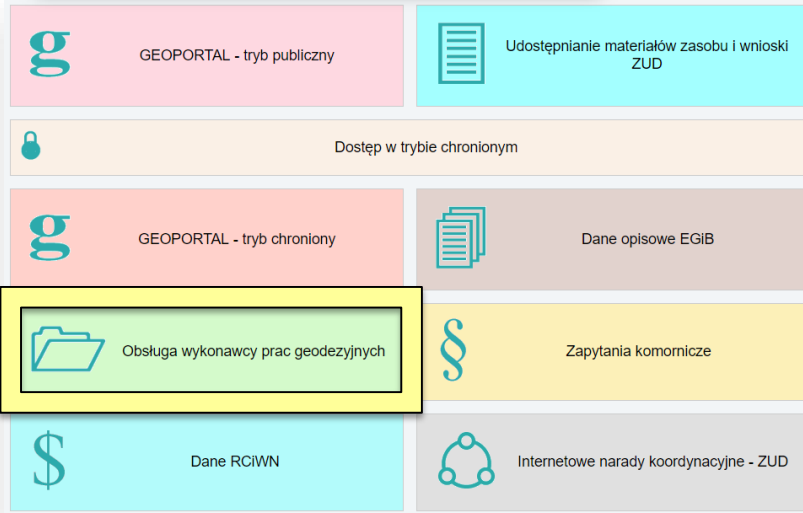 GEOPORTAL - tryb publiczny
Udostępnianie materiałów zasobu i wnioski
ZUD
Dostęp w trybie chronionym
GEOPORTAL - tryb chroniony
Dane opisowe EGiB
Obsługa wykonawcy prac geodezyjnych
Zapytania komornicze
Dane RCiWN
Internetowe narady koordynacyjne - ZUD